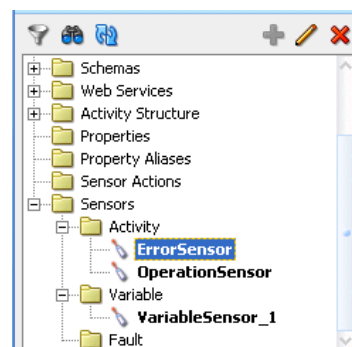 Schemas
Web Services
Activity Structure
Properties
Property Aliases
Sensor Actions
Sensors
Activity
ErrorSensor
OperationSensor
Variable
VariableSensor_1
Fault